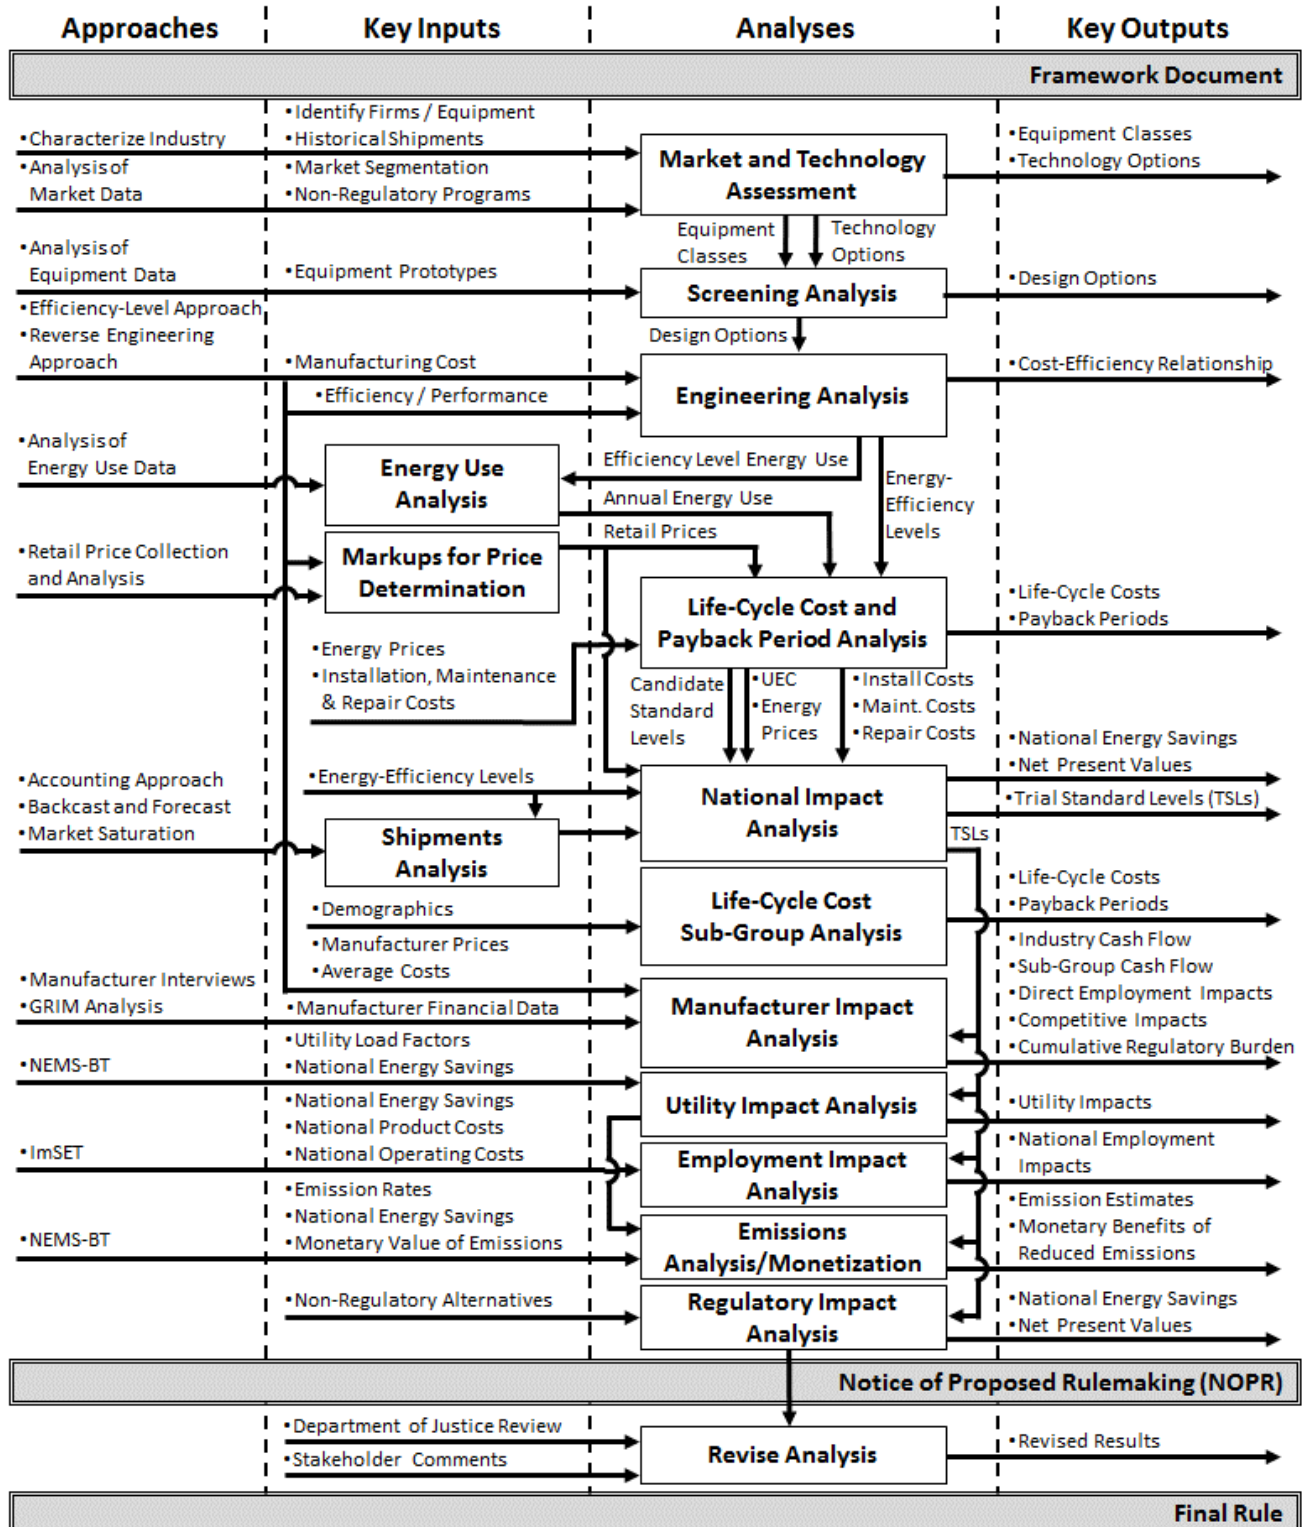 Approaches
Key Inputs
Analyses
Key Outputs
Framework Document
•Characterize Industry
•Analysis of
Market Data
•Identify Firms / Equipment
•Historical Shipments
•Market Segmentation
•Non-Regulatory Programs
Market and Technology
Assessment
•Equipment Classes
•Technology Options
Equipment
Classes
Technology
Options
•Analysis of
Equipment Data
•Equipment Prototypes
Screening Analysis
•Design Options
Design Options
•Efficiency-Level Approach
•Reverse Engineering
Approach
•Manufacturing Cost
•Efficiency / Performance
Engineering Analysis
•Cost-Efficiency Relationship
•Analysis of
Energy Use Data
Energy Use
Analysis
Efficiency Level Energy Use
Annual Energy Use
Retail Prices
Energy-
Efficiency
Levels
•Retail Price Collection
and Analysis
Markups for Price
Determination
•Energy Prices
•Installation, Maintenance
& Repair Costs
Life-Cycle Cost and
Payback Period Analysis
•Life-Cycle Costs
•Payback Periods
Candidate
Standard
Levels
•UEC
•Energy
Prices
•Install Costs
•Maint. Costs
•Repair Costs
•Accounting Approach
•Backcast and Forecast
•Market Saturation
•Energy-Efficiency Levels
Shipments
Analysis
National Impact
Analysis
•National Energy Savings
•Net Present Values
•Trial Standard Levels (TSLs)
TSLs
•Demographics
Life-Cycle Cost
Sub-Group Analysis
•Life-Cycle Costs
•Payback Periods
•Manufacturer Interviews
•GRIM Analysis
•Manufacturer Prices
•Average Costs
•Manufacturer Financial Data
Manufacturer Impact
Analysis
•Industry Cash Flow
•Sub-Group Cash Flow
•Direct Employment Impacts
•Competitive Impacts
•Cumulative Regulatory Burden
•NEMS-BT
•Utility Load Factors
•National Energy Savings
Utility Impact Analysis
•Utility Impacts
•ImSET
•National Energy Savings
•National Product Costs
•National Operating Costs
Employment Impact
Analysis
•National Employment
Impacts
•NEMS-BT
•Emission Rates
•National Energy Savings
•Monetary Value of Emissions
Emissions
Analysis/Monetization
•Emission Estimates
•Monetary Benefits of
Reduced Emissions
•Non-Regulatory Alternatives
Regulatory Impact
Analysis
•National Energy Savings
•Net Present Values
Notice of Proposed Rulemaking (NOPR)
•Department of Justice Review
•Stakeholder Comments
Revise Analysis
•Revised Results
Final Rule